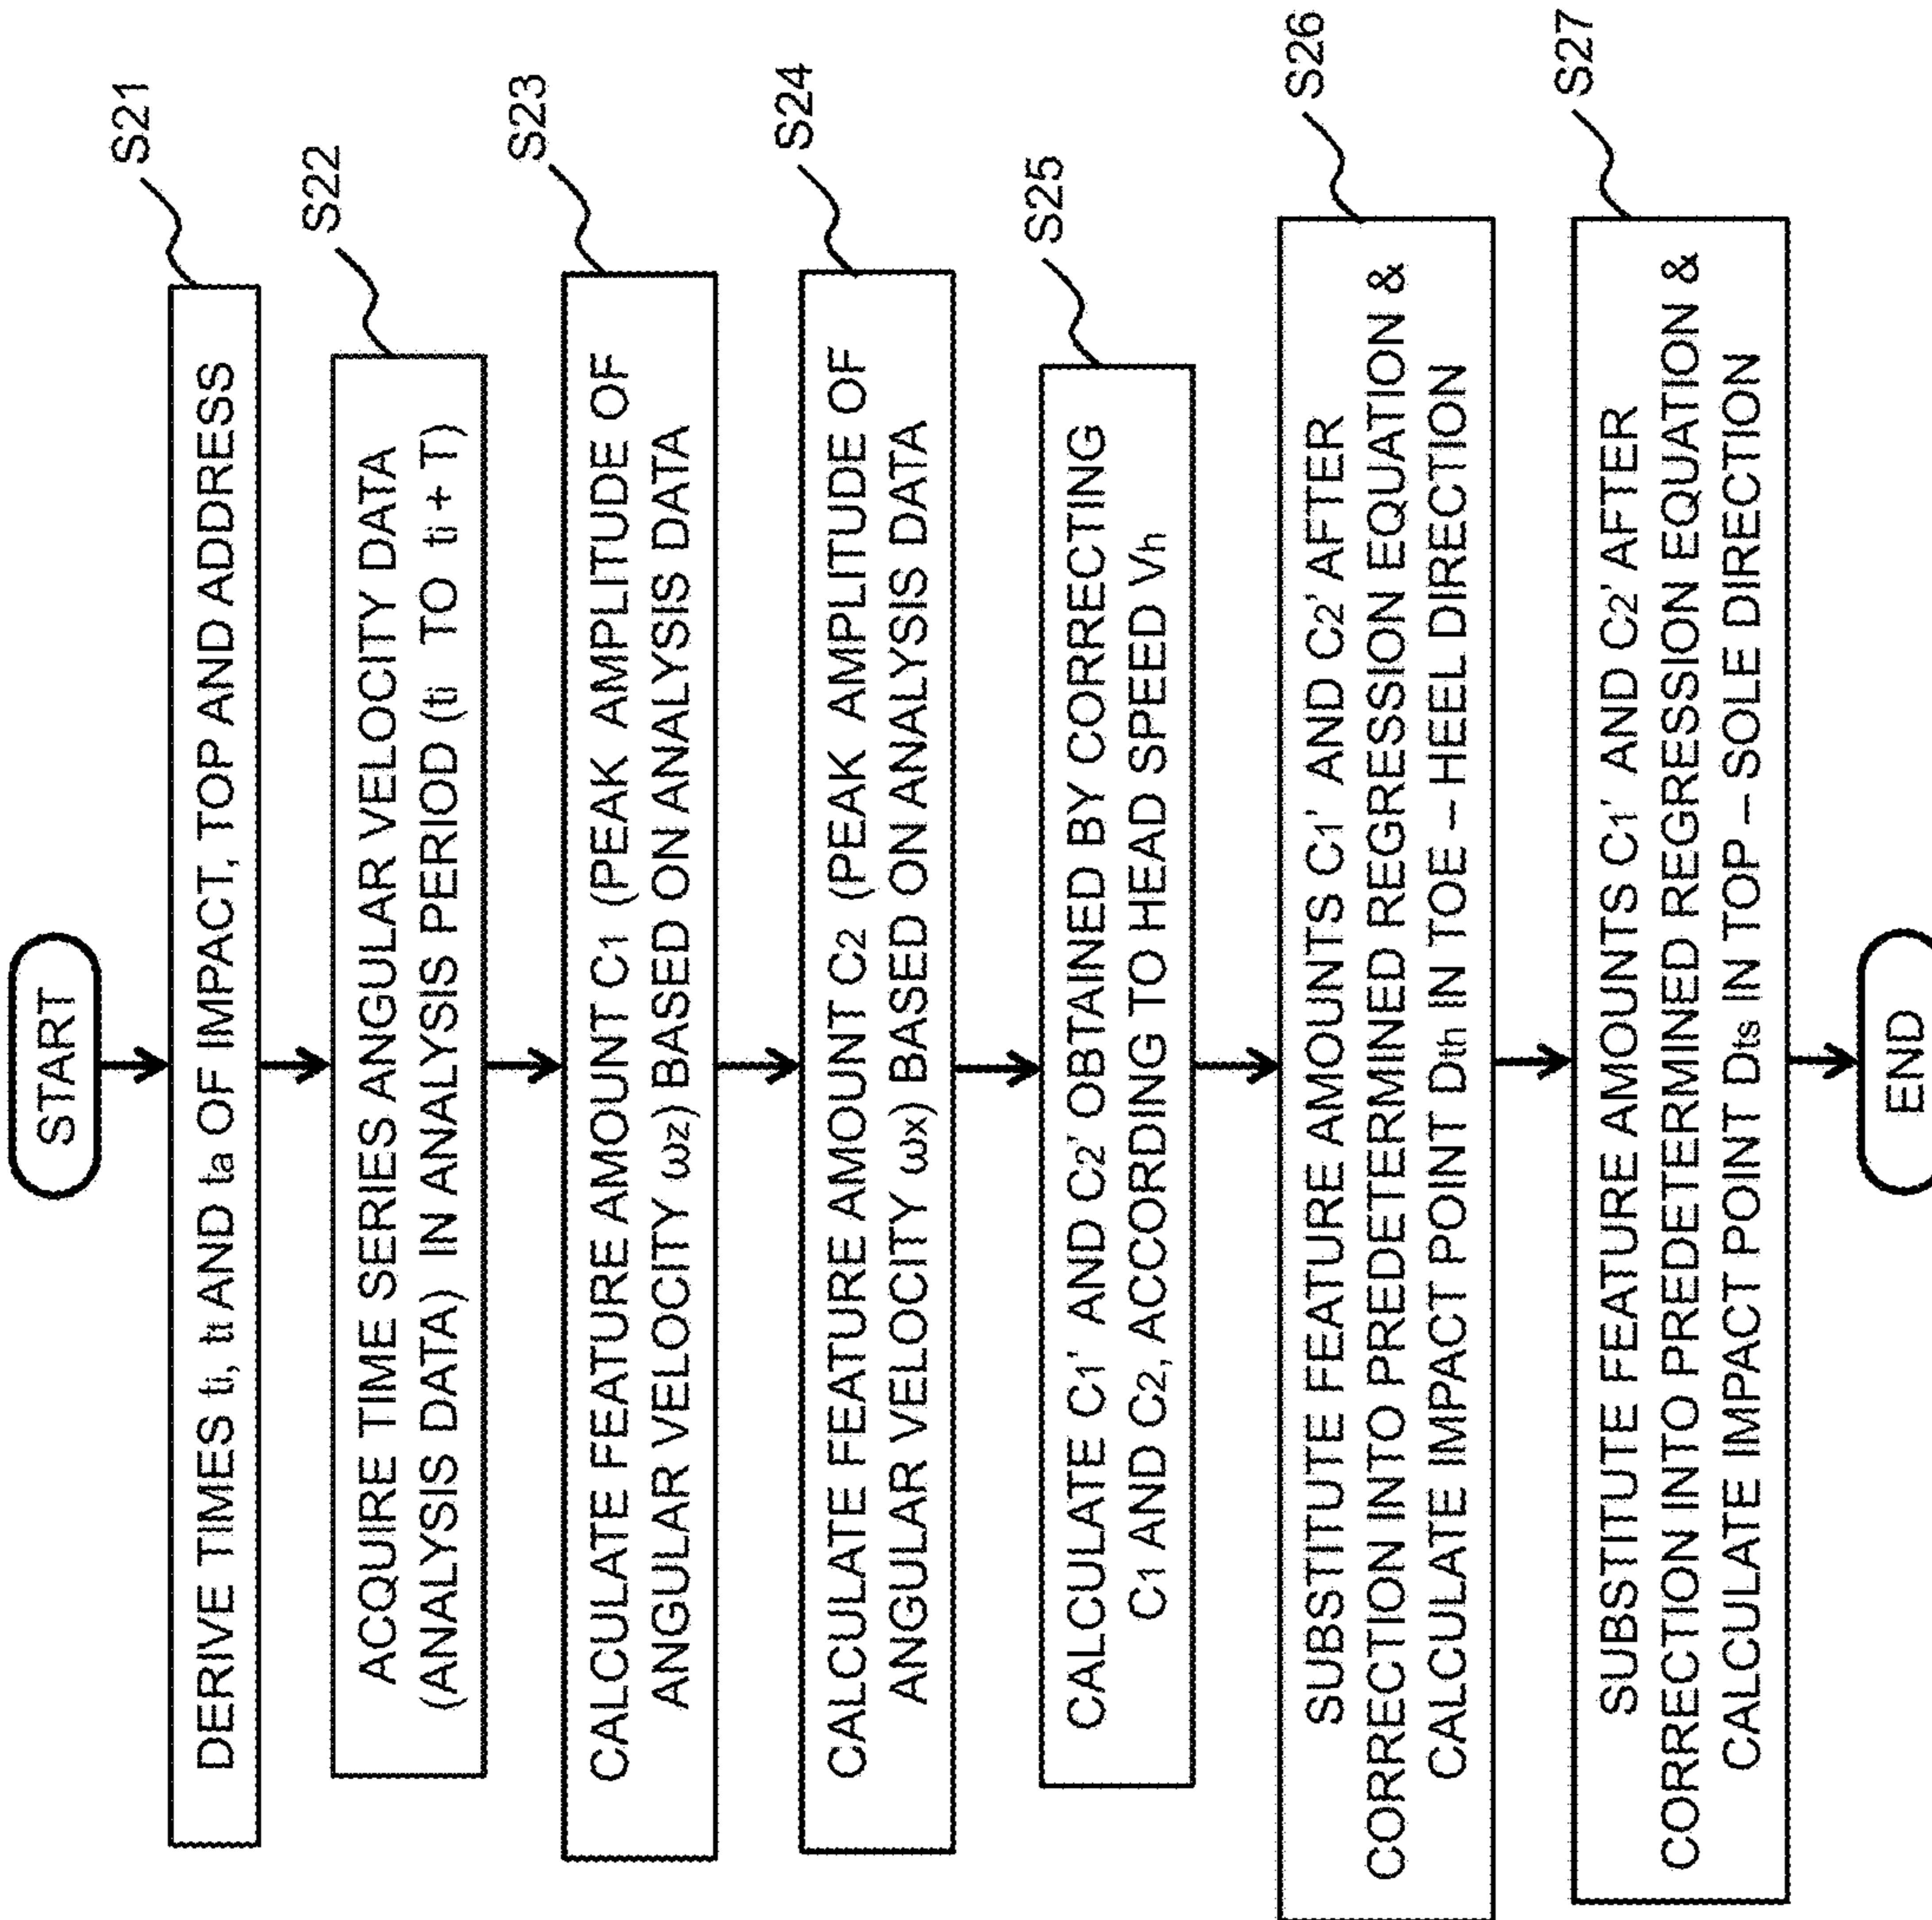 START
DERIVE TIMES ti, tt AND ta OF IMPACT, TOP AND ADDRESS
S21
ACQUIRE TIME SERIES ANGULAR VELOCITY DATA
(ANALYSIS DATA) IN ANALYSIS PERIOD (ti TO ti + T)
S22
CALCULATE FEATURE AMOUNT C1 (PEAK AMPLITUDE OF
ANGULAR VELOCITY ωz) BASED ON ANALYSIS DATA
S23
CALCULATE FEATURE AMOUNT C2 (PEAK AMPLITUDE OF
ANGULAR VELOCITY ωx) BASED ON ANALYSIS DATA
S24
CALCULATE C1' AND C2' OBTAINED BY CORRECTING
C1 AND C2, ACCORDING TO HEAD SPEED Vh
S25
SUBSTITUTE FEATURE AMOUNTS C1' AND C2' AFTER
CORRECTION INTO PREDETERMINED REGRESSION EQUATION &
CALCULATE IMPACT POINT Dth IN TOE – HEEL DIRECTION
S26
SUBSTITUTE FEATURE AMOUNTS C1' AND C2' AFTER
CORRECTION INTO PREDETERMINED REGRESSION EQUATION &
CALCULATE IMPACT POINT Dts IN TOP – SOLE DIRECTION
S27
END